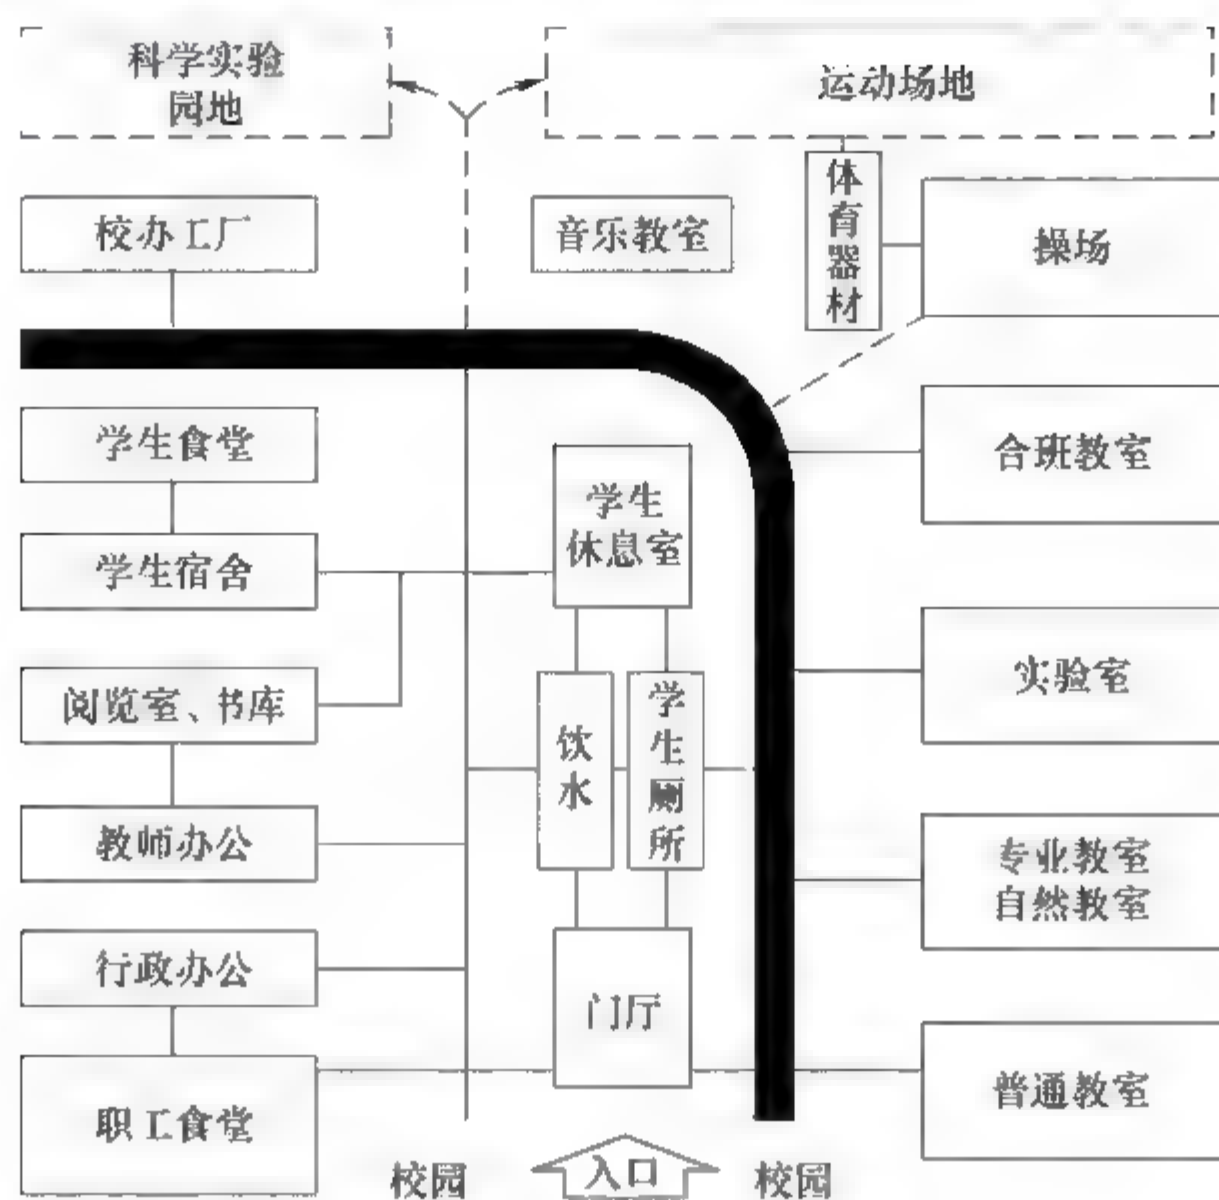 科学实验
园地
运动场地
体育器材
操场
校办工厂
音乐教室
学生食堂
学生
休息室
合班教室
学生宿舍
阅览室、书库
饮水
学生厕所
实验室
教师办公
专业教室
自然教室
行政办公
门厅
职工食堂
普通教室
校园
入口
校园